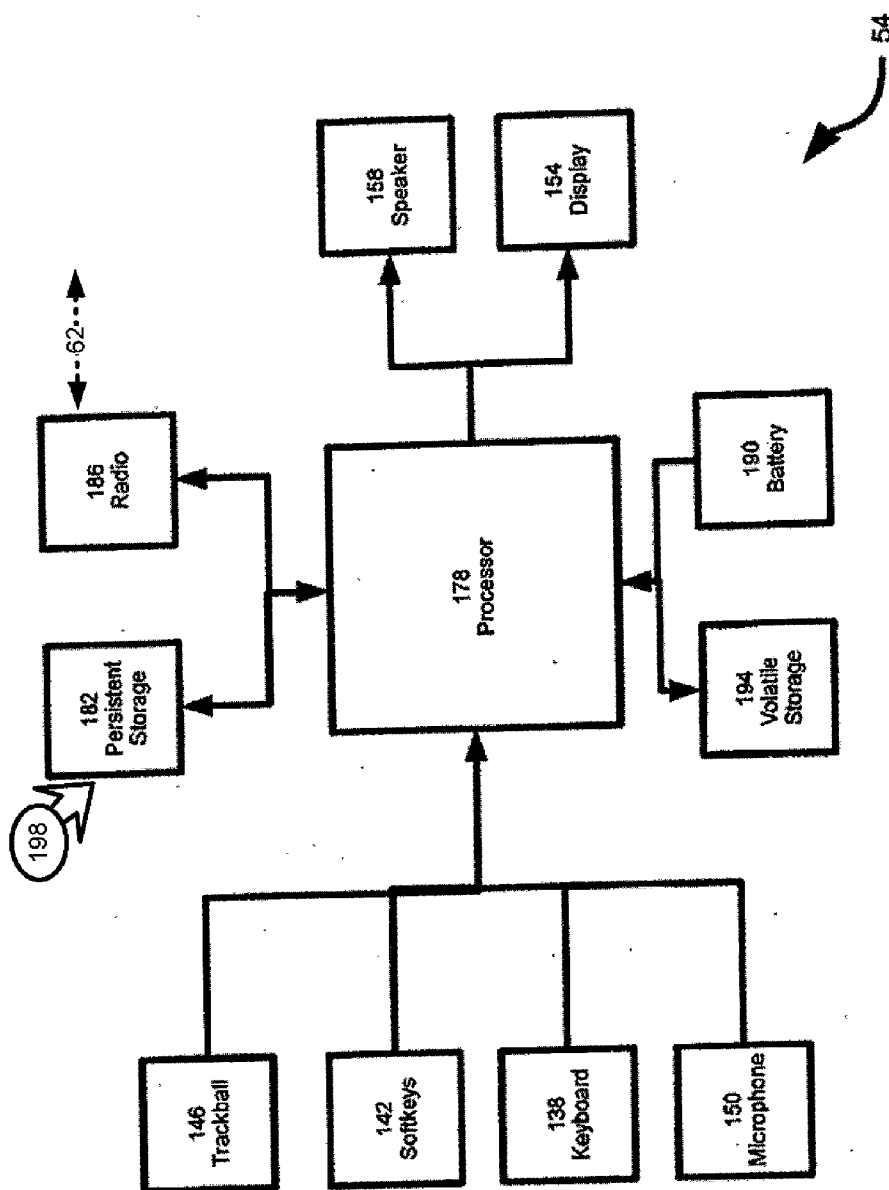 146
Trackball
142
Softkeys
138
Keyboard
150
Microphone
198
182
Persistent
Storage
186
Radio
62
178
Processor
194
Volatile
Storage
190
Battery
158
Speaker
154
Display
54